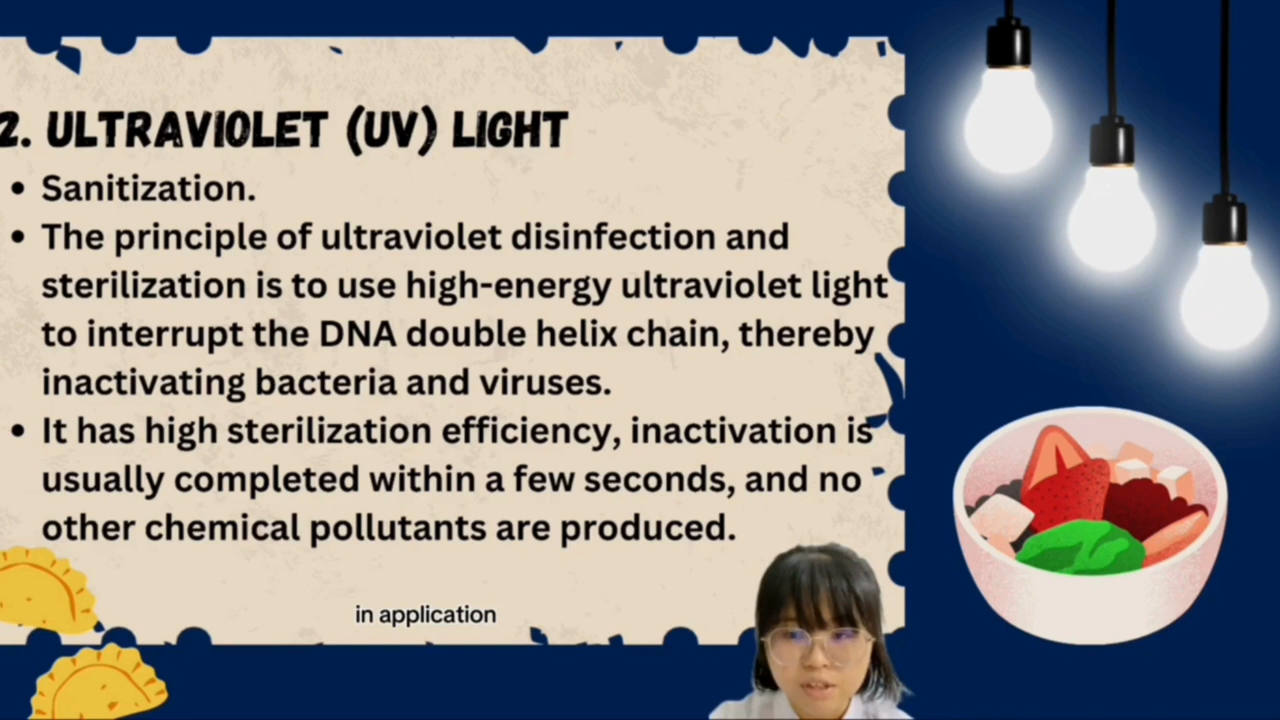 2. ULTRAVIOLET (UV) LIGHT
• Sanitization.
• The principle of ultraviolet disinfection and
sterilization is to use high-energy ultraviolet light
to interrupt the DNA double helix chain, thereby
inactivating bacteria and viruses.
• It has high sterilization efficiency, inactivation is
usually completed within a few seconds, and no
other chemical pollutants are produced.
in application